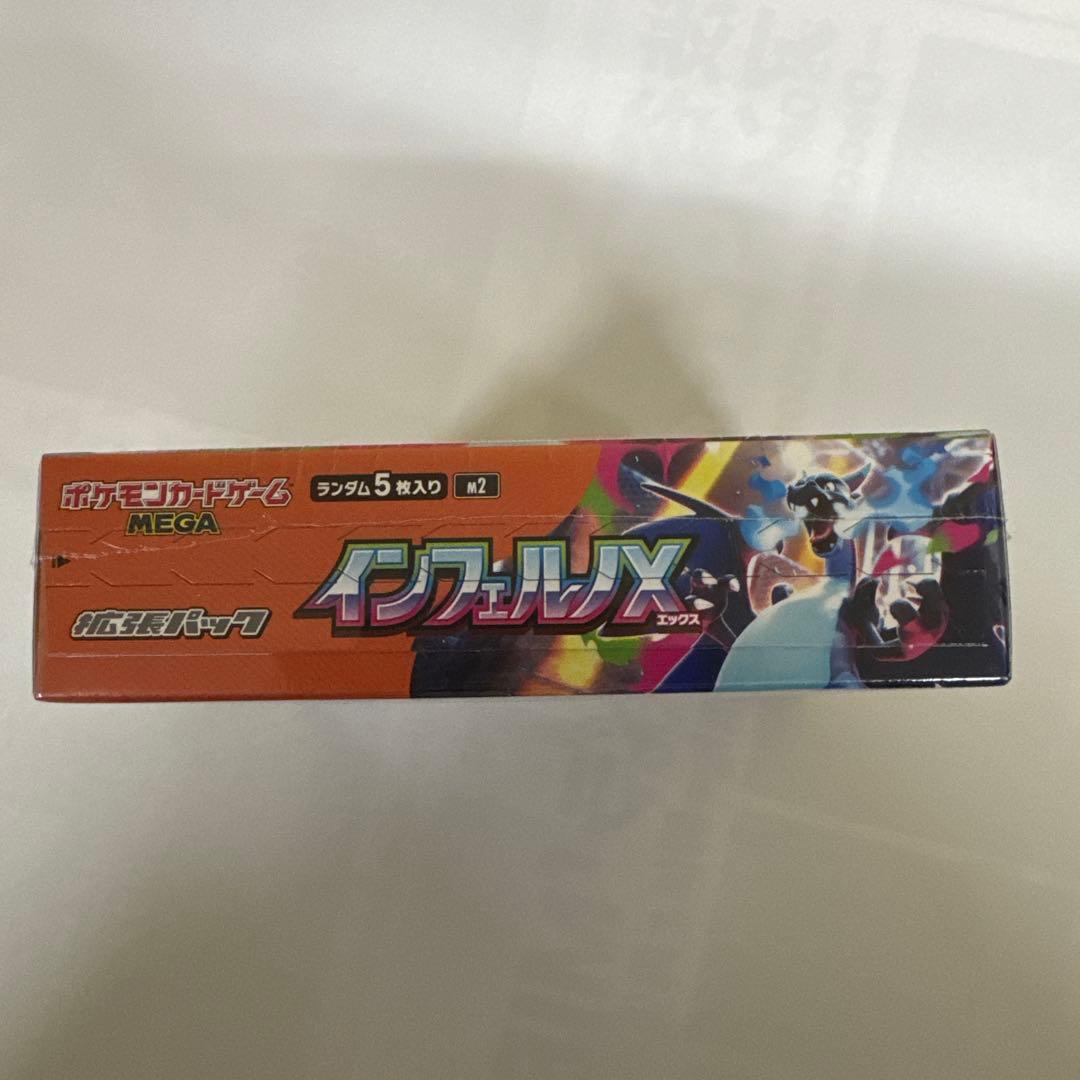 ポケモンカードゲーム
MEGA
ランダム5枚入り
M2
インフェルノX
エックス
拡張パック